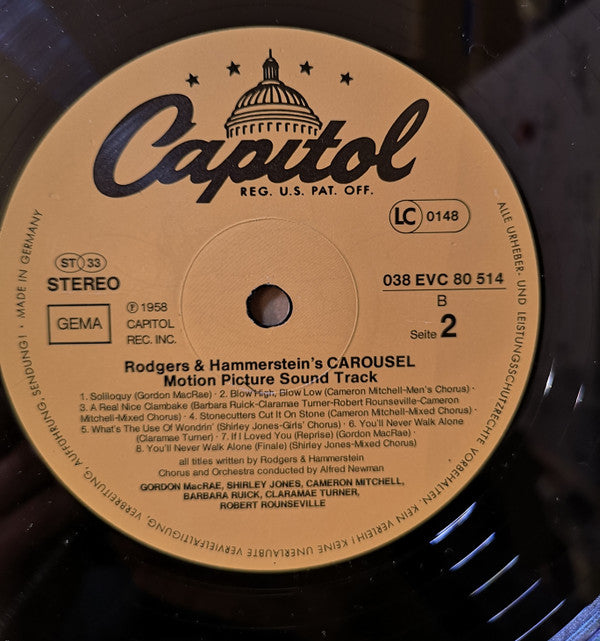 Capitol
REG. U.S. PAT. OFF.
LC 0148
ST 33
STEREO
GEMA
℗ 1958
CAPITOL
REC. INC.
038 EVC 80 514
B
Seite 2
Rodgers & Hammerstein's CAROUSEL
Motion Picture Sound Track
1. Soliloquy (Gordon MacRae) · 2. Blow High, Blow Low (Cameron Mitchell-Men's Chorus) ·
3. A Real Nice Clambake (Barbara Ruick-Claramae Turner-Robert Rounseville-Cameron
Mitchell-Mixed Chorus) · 4. Stonecutters Cut It On Stone (Cameron Mitchell-Mixed Chorus) ·
5. What's The Use Of Wondrin' (Shirley Jones-Girls' Chorus) · 6. You'll Never Walk Alone
(Claramae Turner) · 7. If I Loved You (Reprise) (Gordon MacRae) ·
8. You'll Never Walk Alone (Finale) (Shirley Jones-Mixed Chorus)
all titles written by Rodgers & Hammerstein
Chorus and Orchestra conducted by Alfred Newman
GORDON MacRAE, SHIRLEY JONES, CAMERON MITCHELL,
BARBARA RUICK, CLARAMAE TURNER,
ROBERT ROUNSEVILLE
ALLE URHEBER- UND LEISTUNGSSCHUTZRECHTE VORBEHALTEN. KEIN VERLEIH! KEINE UNERLAUBTE VERVIELFÄLTIGUNG, VERBREITUNG, AUFFÜHRUNG, SENDUNG! · MADE IN GERMANY